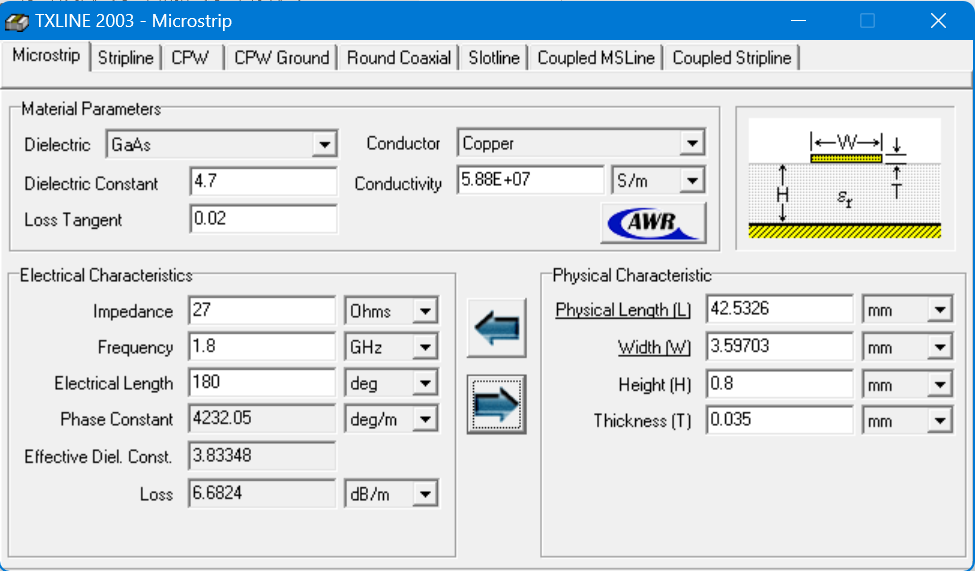 TXLINE 2003 - Microstrip
Microstrip Stripline CPW CPW Ground Round Coaxial Slotline Coupled MSLine Coupled Stripline
Material Parameters
Dielectric GaAs Conductor Copper
Dielectric Constant 4.7 Conductivity 5.88E+07 S/m
Loss Tangent 0.02
AWR
W
H εr T
Electrical Characteristics
Impedance 27 Ohms
Frequency 1.8 GHz
Electrical Length 180 deg
Phase Constant 4232.05 deg/m
Effective Diel. Const. 3.83348
Loss 6.6824 dB/m
Physical Characteristic
Physical Length (L) 42.5326 mm
Width (W) 3.59703 mm
Height (H) 0.8 mm
Thickness (T) 0.035 mm